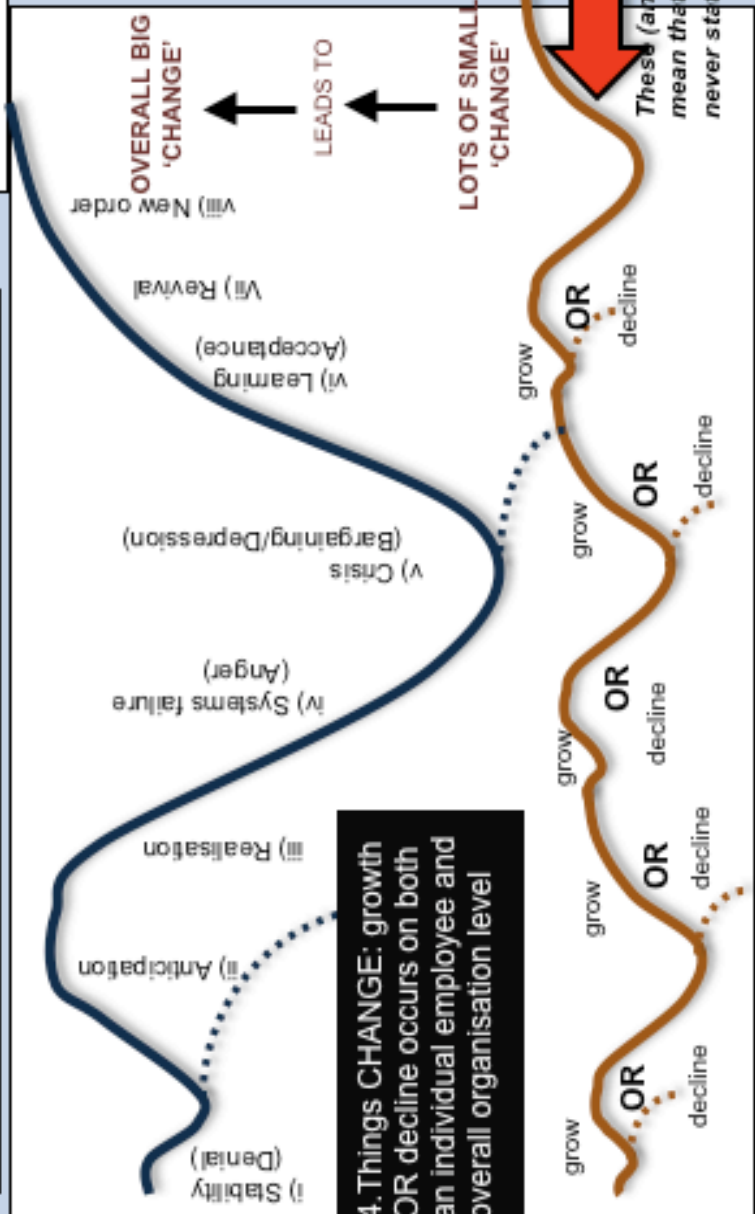 i) Stability
(Denial)
ii) Anticipation
iii) Realisation
iv) Systems failure
(Anger)
v) Crisis
(Bargaining/Depression)
vi) Learning
(Acceptance)
Vii) Revival
viii) New order
OVERALL BIG
‘CHANGE’
LEADS TO
LOTS OF SMALL
‘CHANGE’
4.Things CHANGE: growth
OR decline occurs on both
an individual employee and
overall organisation level
grow
OR
decline
grow
OR
decline
grow
OR
decline
grow
OR
decline
grow
OR
decline
These (an
mean that
never sta